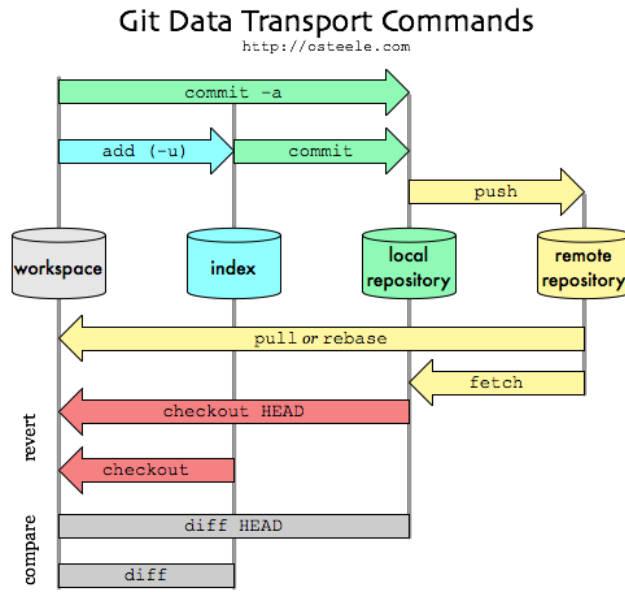 Git Data Transport Commands
http://osteele.com
commit -a
add (-u)
commit
push
workspace
index
local
repository
remote
repository
pull or rebase
fetch
revert
checkout HEAD
checkout
compare
diff HEAD
diff